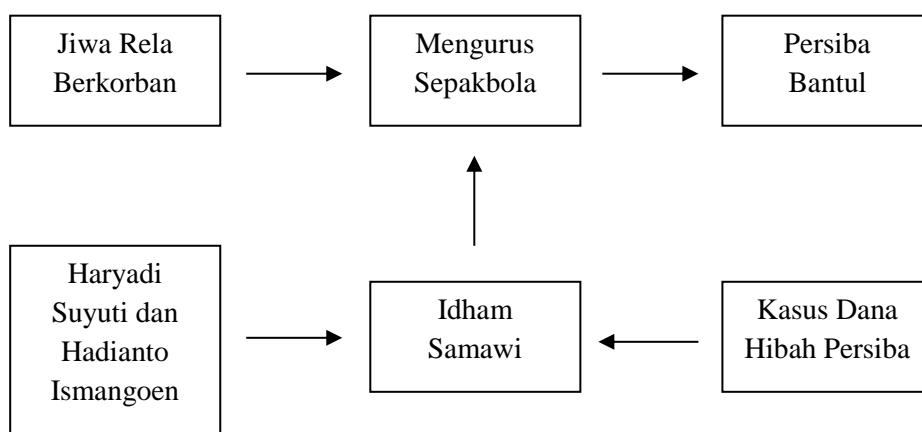 Jiwa Rela
Berkorban
Mengurus
Sepakbola
Persiba
Bantul
Haryadi
Suyuti dan
Hadianto
Ismangoen
Idham
Samawi
Kasus Dana
Hibah Persiba